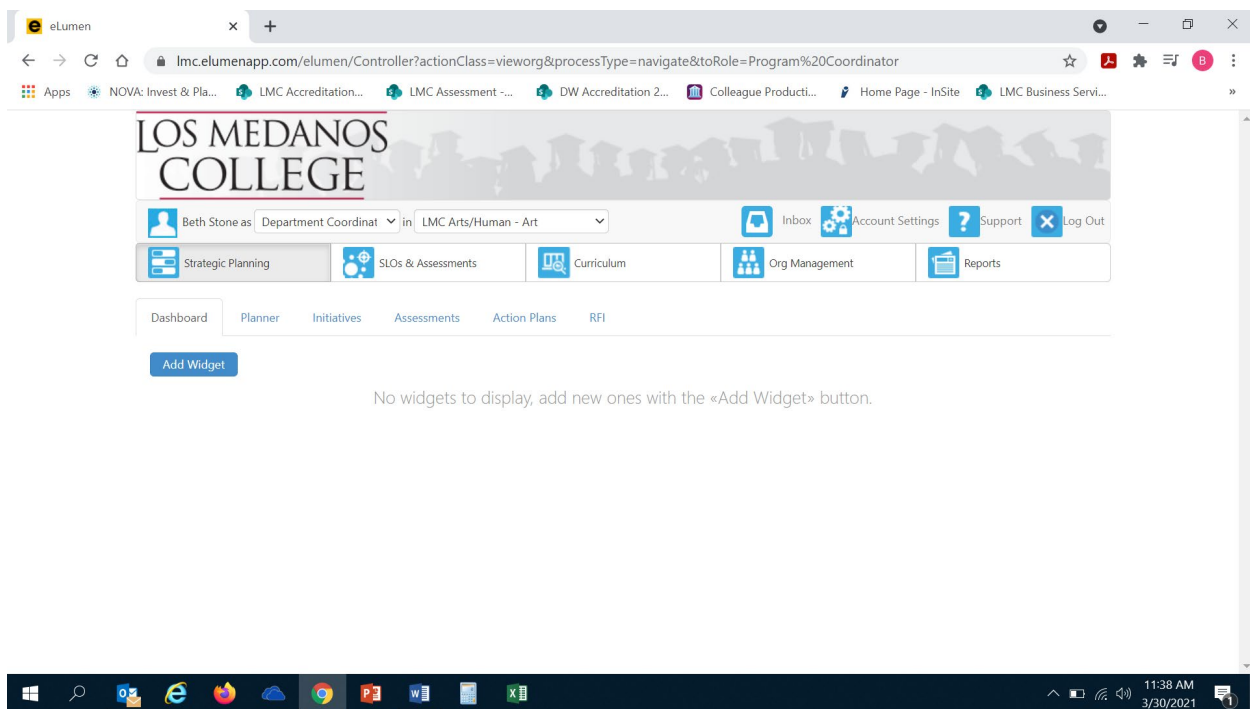 e eLumen
lmc.elumenapp.com/elumen/Controller?actionClass=vieworg&processType=navigate&toRole=Program%20Coordinator
B
Apps NOVA: Invest & Pla... LMC Accreditation... LMC Assessment -... DW Accreditation 2... Colleague Producti... Home Page - InSite LMC Business Servi... »
LOS MEDANOS
COLLEGE
Beth Stone as Department Coordinat in LMC Arts/Human - Art Inbox Account Settings ? Support Log Out
Strategic Planning SLOs & Assessments Curriculum Org Management Reports
Dashboard Planner Initiatives Assessments Action Plans RFI
Add Widget
No widgets to display, add new ones with the «Add Widget» button.
11:38 AM
3/30/2021
1